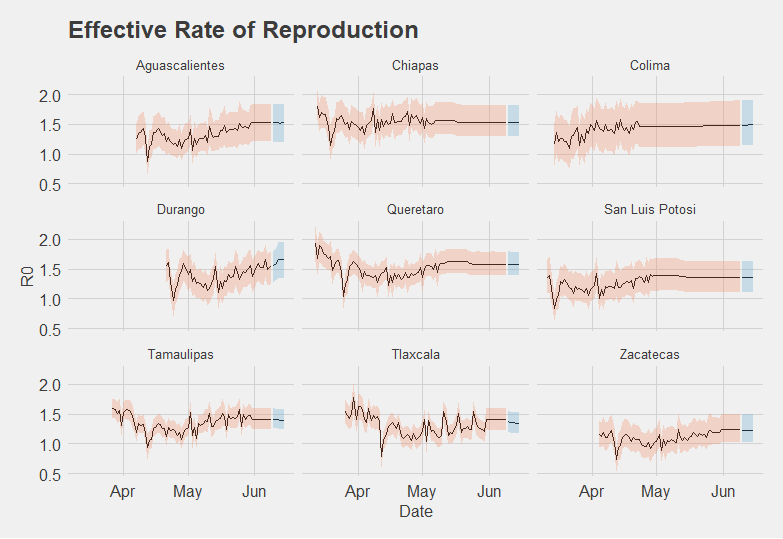 Effective Rate of Reproduction
Aguascalientes Chiapas Colima
2.0
1.5
1.0
0.5
Durango Queretaro San Luis Potosi
2.0
1.5
1.0
0.5
R0
Tamaulipas Tlaxcala Zacatecas
2.0
1.5
1.0
0.5
Apr May Jun Apr May Jun Apr May Jun
Date